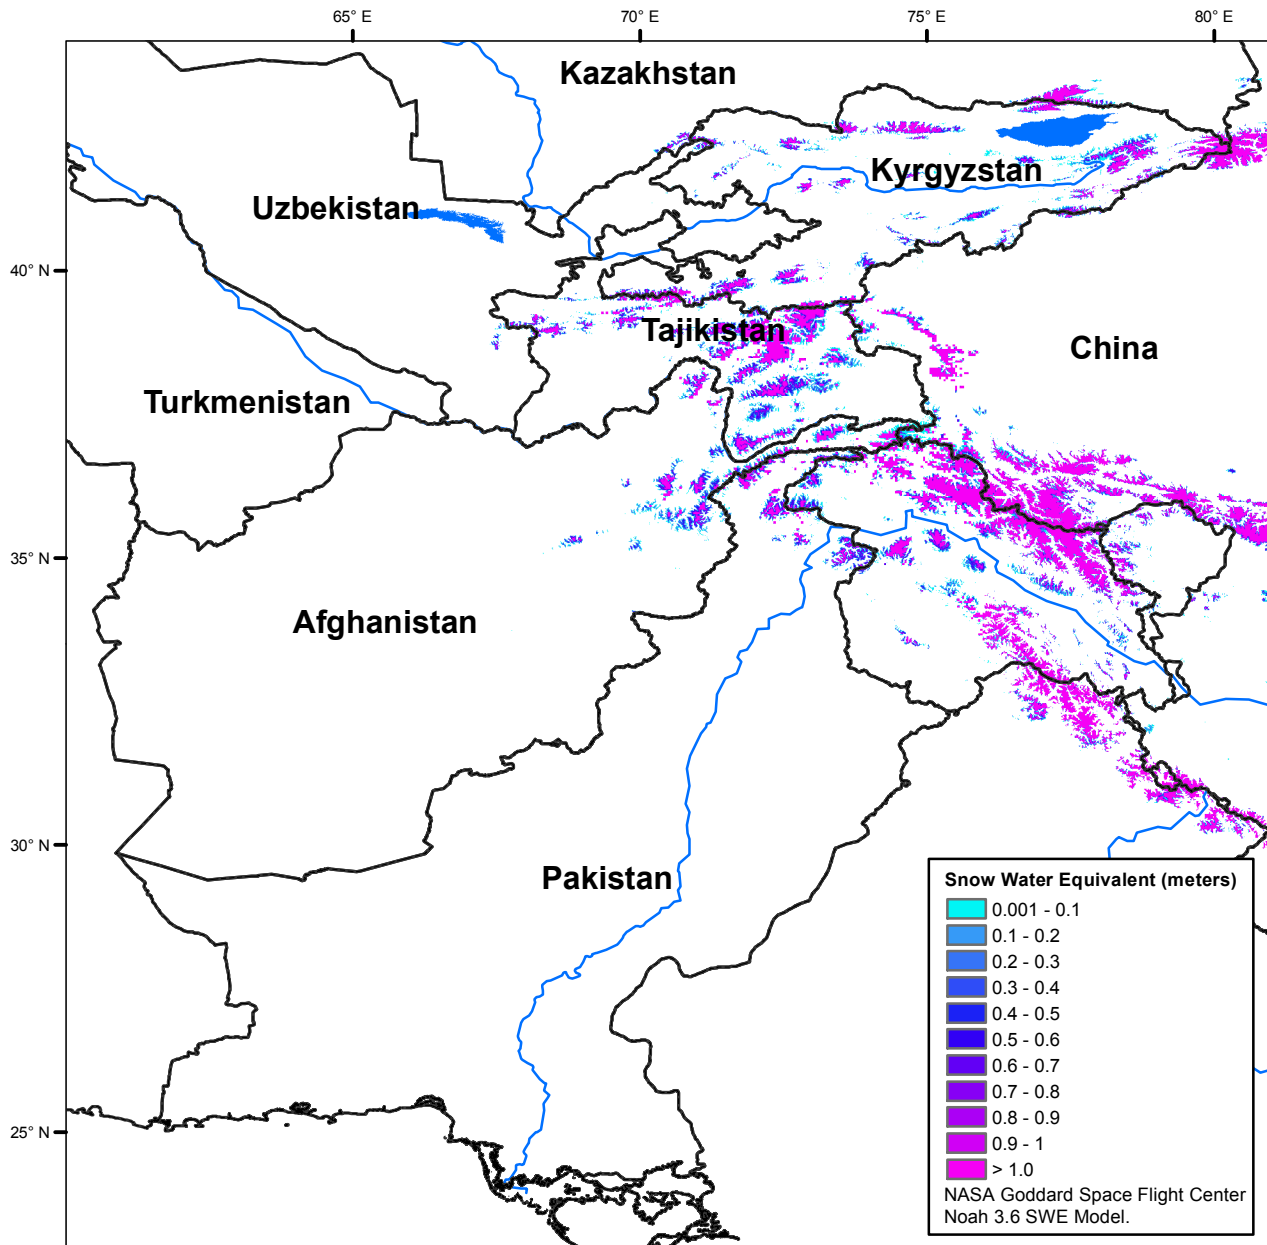 65° E
70° E
75° E
80° E
Kazakhstan
Kyrgyzstan
Uzbekistan
40° N
Tajikistan
China
Turkmenistan
35° N
Afghanistan
30° N
Pakistan
25° N
Snow Water Equivalent (meters)
0.001 - 0.1
0.1 - 0.2
0.2 - 0.3
0.3 - 0.4
0.4 - 0.5
0.5 - 0.6
0.6 - 0.7
0.7 - 0.8
0.8 - 0.9
0.9 - 1
> 1.0
NASA Goddard Space Flight Center
Noah 3.6 SWE Model.